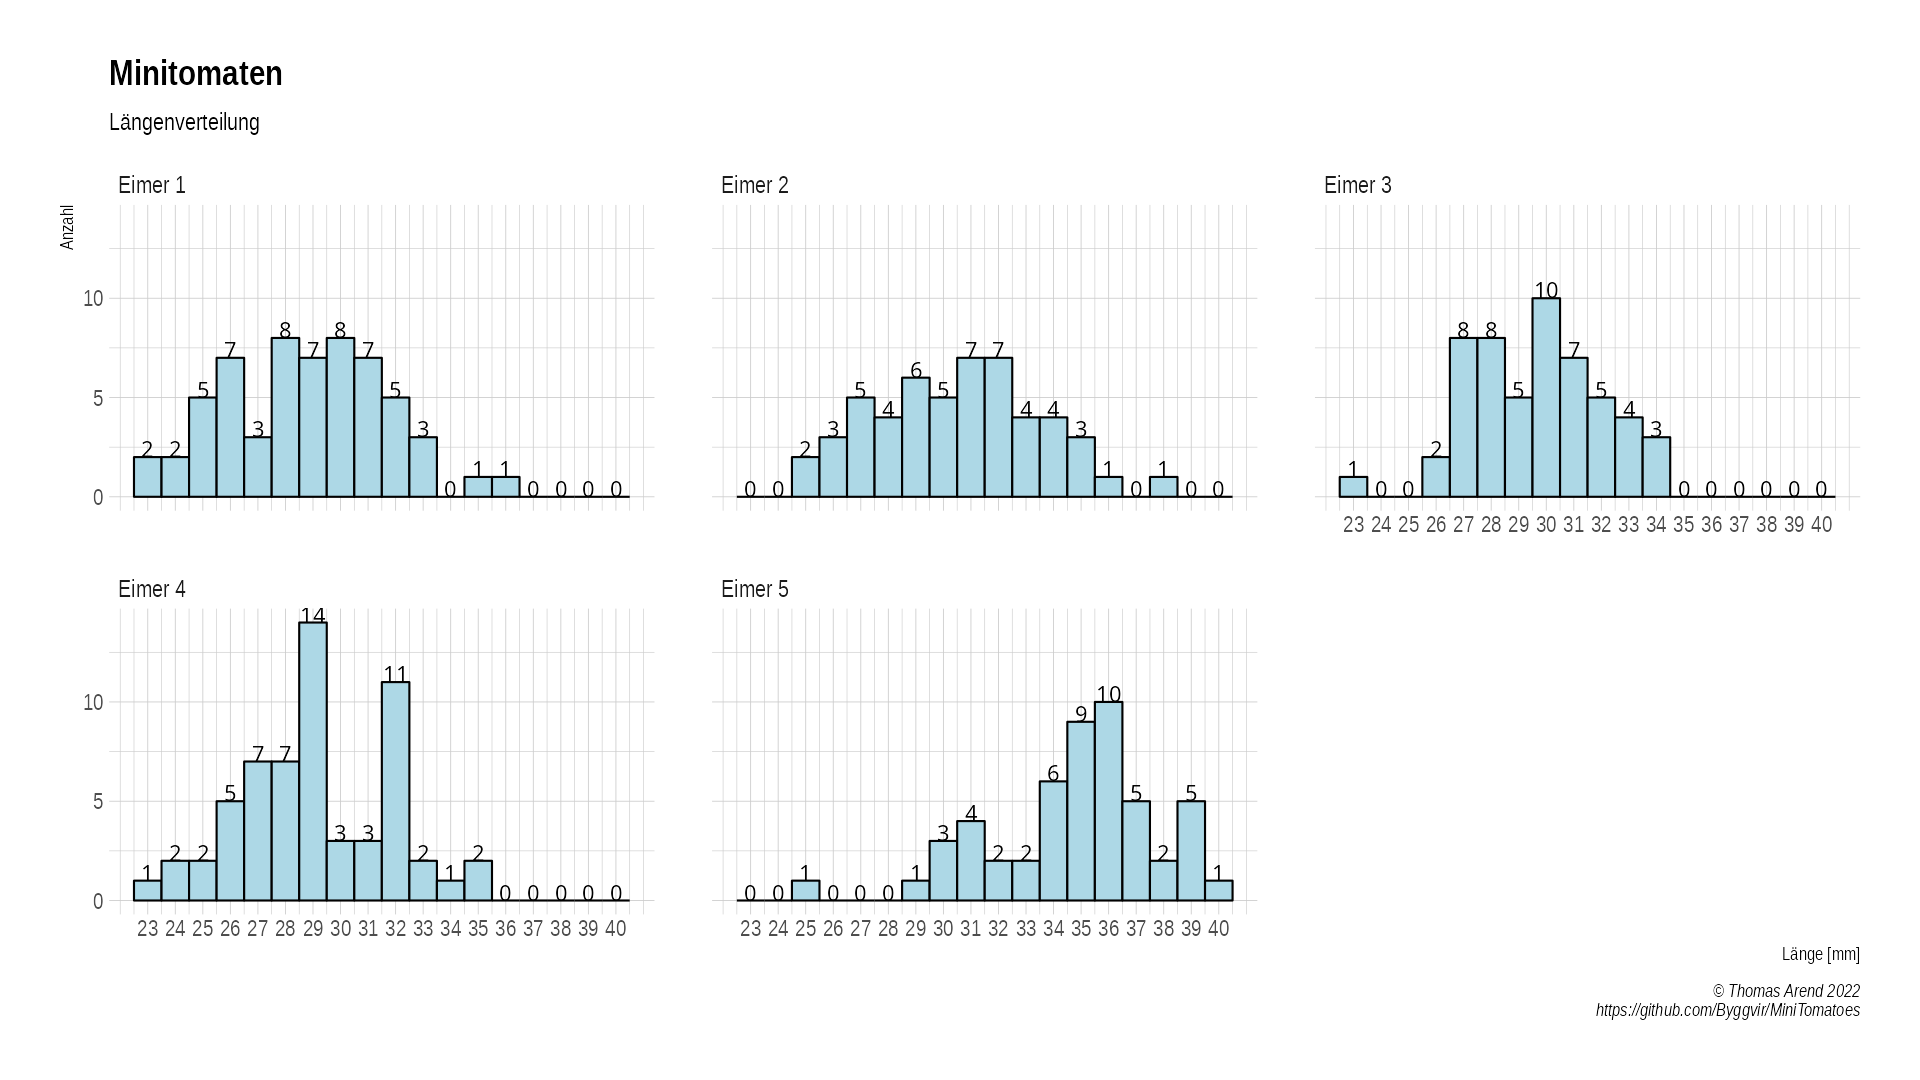 Minitomaten
Längenverteilung
Eimer 1
Eimer 2
Eimer 3
Anzahl
10
5
0
2 2 5 7 3 8 7 8 7 5 3 0 1 1 0 0 0 0
0 0 2 3 5 4 6 5 7 7 4 4 3 1 0 1 0 0
1 0 0 2 8 8 5 10 7 5 4 3 0 0 0 0 0 0
23 24 25 26 27 28 29 30 31 32 33 34 35 36 37 38 39 40
Eimer 4
Eimer 5
10
5
0
1 2 2 5 7 7 14 3 3 11 2 1 2 0 0 0 0 0
0 0 1 0 0 0 1 3 4 2 2 6 9 10 5 2 5 1
23 24 25 26 27 28 29 30 31 32 33 34 35 36 37 38 39 40
23 24 25 26 27 28 29 30 31 32 33 34 35 36 37 38 39 40
Länge [mm]
© Thomas Arend 2022
https://github.com/Byggvir/MiniTomatoes